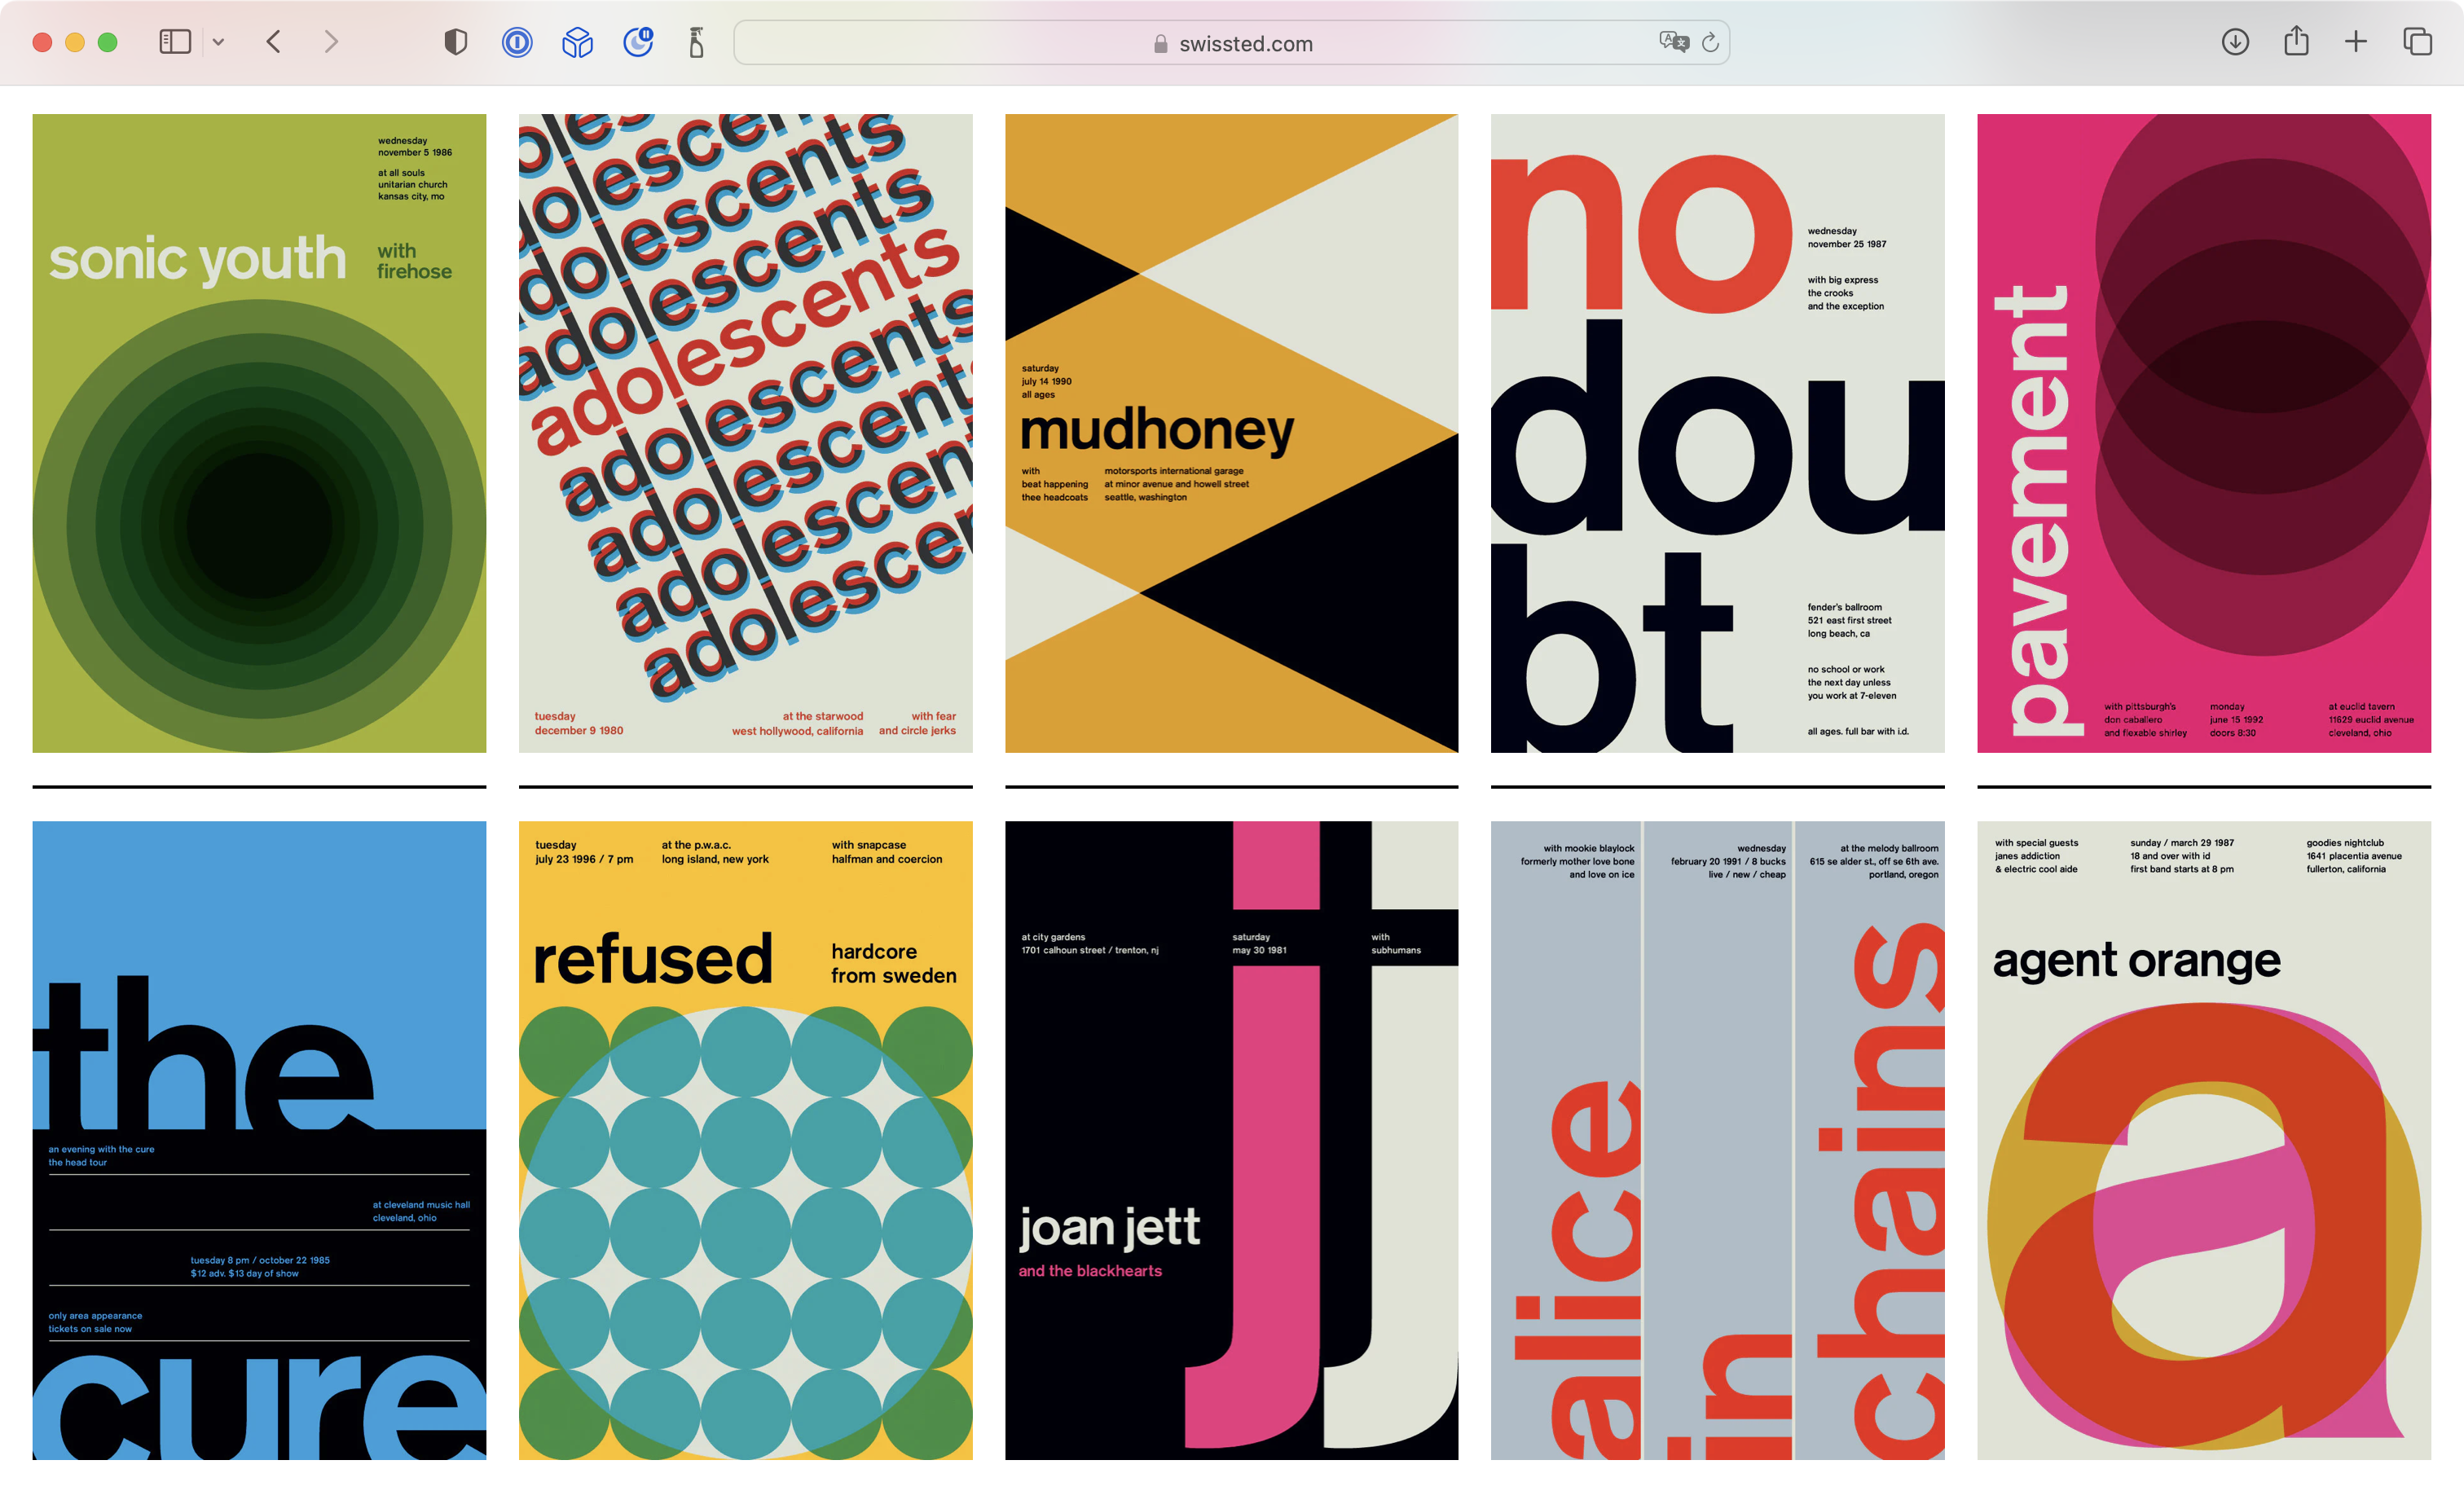 swissted.com
wednesday
november 5 1986
at all souls
unitarian church
kansas city, mo
sonic youth
with
firehose
adolescents
adolescents
adolescents
adolescents
adolescents
adolescents
adolescents
adolescen
adolescen
tuesday
december 9 1980
at the starwood
west hollywood, california
with fear
and circle jerks
saturday
july 14 1990
all ages
mudhoney
with
beat happening
thee headcoats
motorsports international garage
at minor avenue and howell street
seattle, washington
no
dou
bt
wednesday
november 25 1987
with big express
the crooks
and the exception
fender's ballroom
521 east first street
long beach, ca
no school or work
the next day unless
you work at 7-eleven
all ages. full bar with i.d.
pavement
with pittsburgh's
don caballero
and flexable shirley
monday
june 15 1992
doors 8:30
at euclid tavern
11629 euclid avenue
cleveland, ohio
the
an evening with the cure
the head tour
at cleveland music hall
cleveland, ohio
tuesday 8 pm / october 22 1985
$12 adv. $13 day of show
only area appearance
tickets on sale now
cure
tuesday
july 23 1996 / 7 pm
at the p.w.a.c.
long island, new york
with snapcase
halfman and coercion
refused
hardcore
from sweden
at city gardens
1701 calhoun street / trenton, nj
saturday
may 30 1981
with
subhumans
joan jett
and the blackhearts
jj
with mookie blaylock
formerly mother love bone
and love on ice
wednesday
february 20 1991 / 8 bucks
live / new / cheap
at the melody ballroom
615 se alder st., off se 6th ave.
portland, oregon
alice
in
chains
with special guests
janes addiction
& electric cool aide
sunday / march 29 1987
18 and over with id
first band starts at 8 pm
goodies nightclub
1641 placentia avenue
fullerton, california
agent orange
a